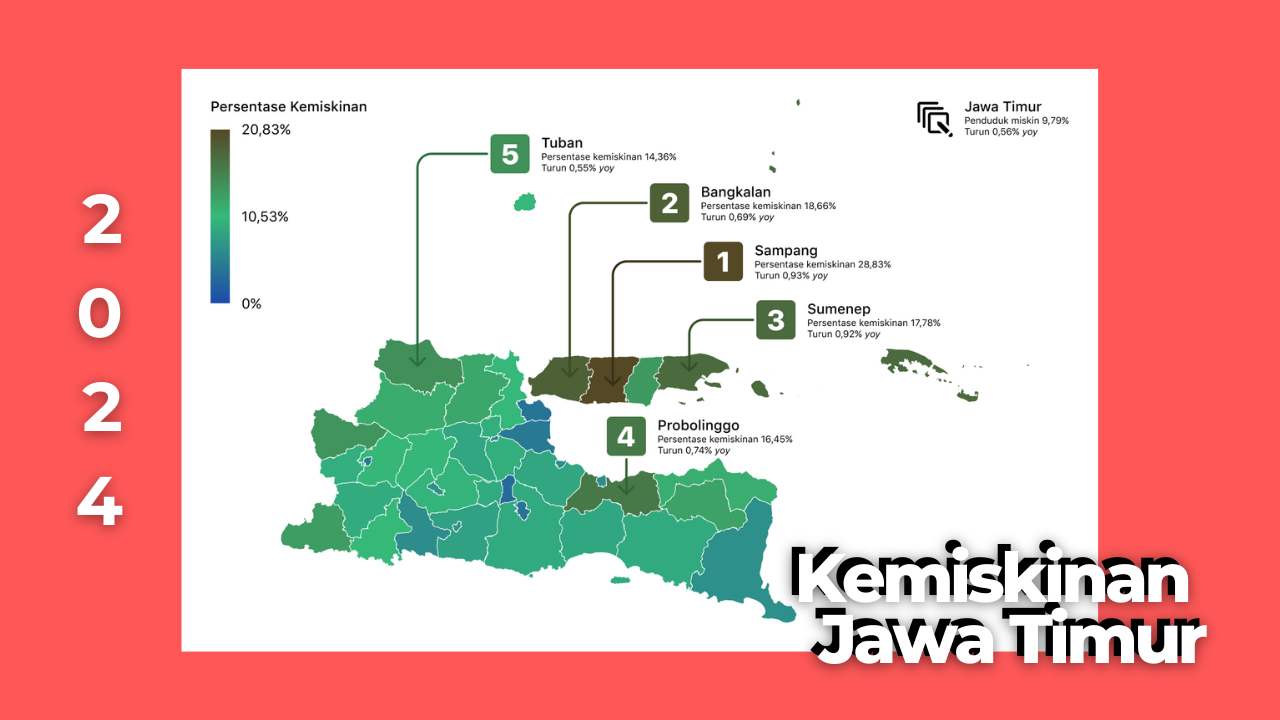 2
0
2
4
Persentase Kemiskinan
20,83%
10,53%
0%
Jawa Timur
Penduduk miskin 9,79%
Turun 0,56% yoy
5
Tuban
Persentase kemiskinan 14,36%
Turun 0,55% yoy
2
Bangkalan
Persentase kemiskinan 18,66%
Turun 0,69% yoy
1
Sampang
Persentase kemiskinan 28,83%
Turun 0,93% yoy
3
Sumenep
Persentase kemiskinan 17,78%
Turun 0,92% yoy
4
Probolinggo
Persentase kemiskinan 16,45%
Turun 0,74% yoy
Kemiskinan
Jawa Timur